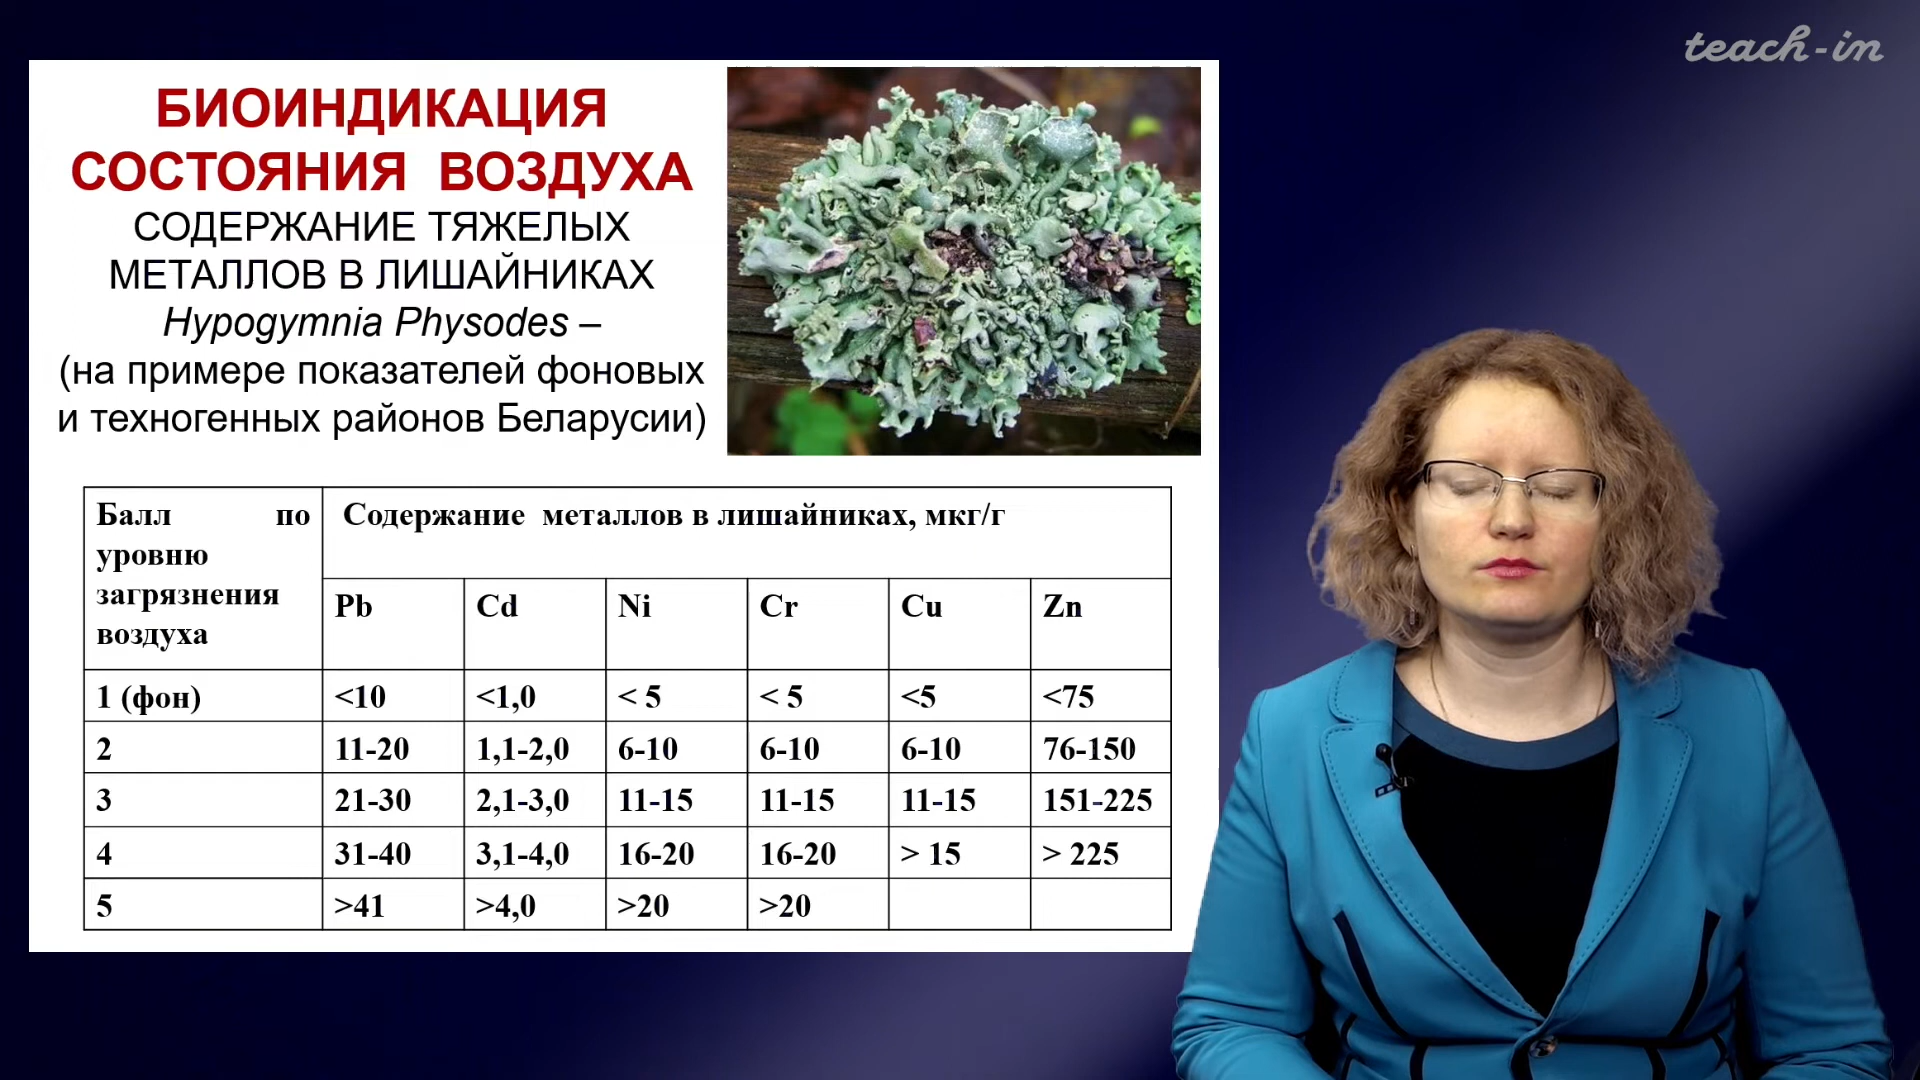 teach-in
БИОИНДИКАЦИЯ
СОСТОЯНИЯ ВОЗДУХА
СОДЕРЖАНИЕ ТЯЖЕЛЫХ
МЕТАЛЛОВ В ЛИШАЙНИКАХ
Hypogymnia Physodes –
(на примере показателей фоновых
и техногенных районов Беларусии)
Балл по
уровню
загрязнения
воздуха
Содержание металлов в лишайниках, мкг/г
Pb Cd Ni Cr Cu Zn
1 (фон) <10 <1,0 < 5 < 5 <5 <75
2 11-20 1,1-2,0 6-10 6-10 6-10 76-150
3 21-30 2,1-3,0 11-15 11-15 11-15 151-225
4 31-40 3,1-4,0 16-20 16-20 > 15 > 225
5 >41 >4,0 >20 >20